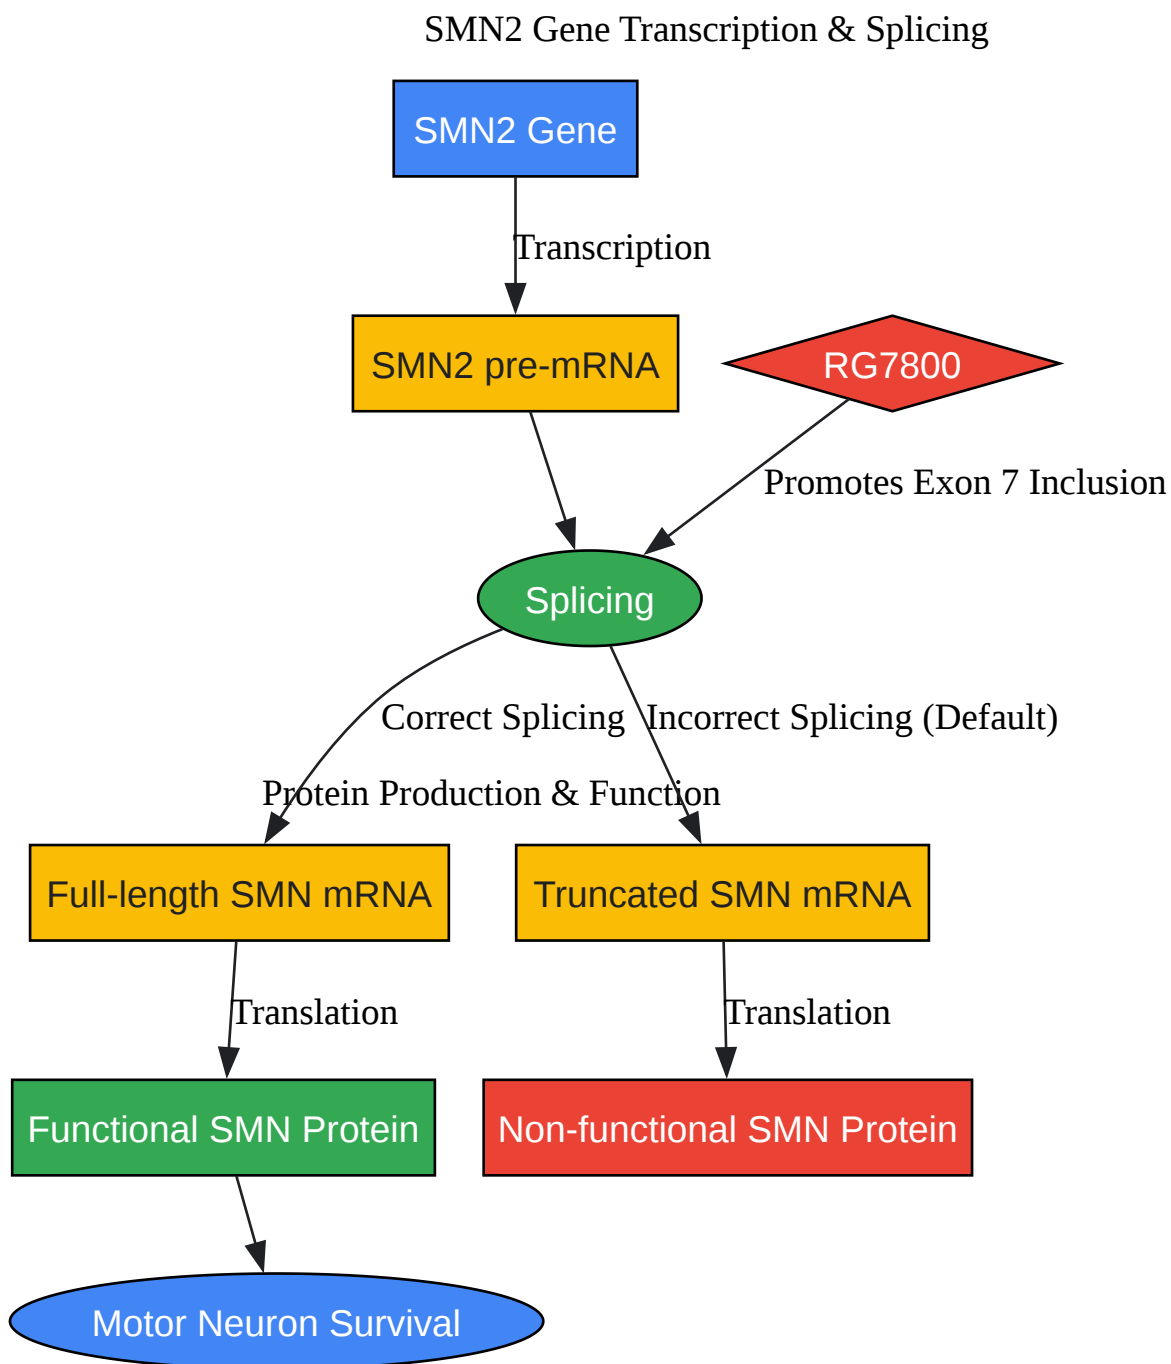 SMN2 Gene Transcription & Splicing
SMN2 Gene
Transcription
SMN2 pre-mRNA
RG7800
Promotes Exon 7 Inclusion
Splicing
Correct Splicing
Incorrect Splicing (Default)
Protein Production & Function
Full-length SMN mRNA
Truncated SMN mRNA
Translation
Translation
Functional SMN Protein
Non-functional SMN Protein
Motor Neuron Survival